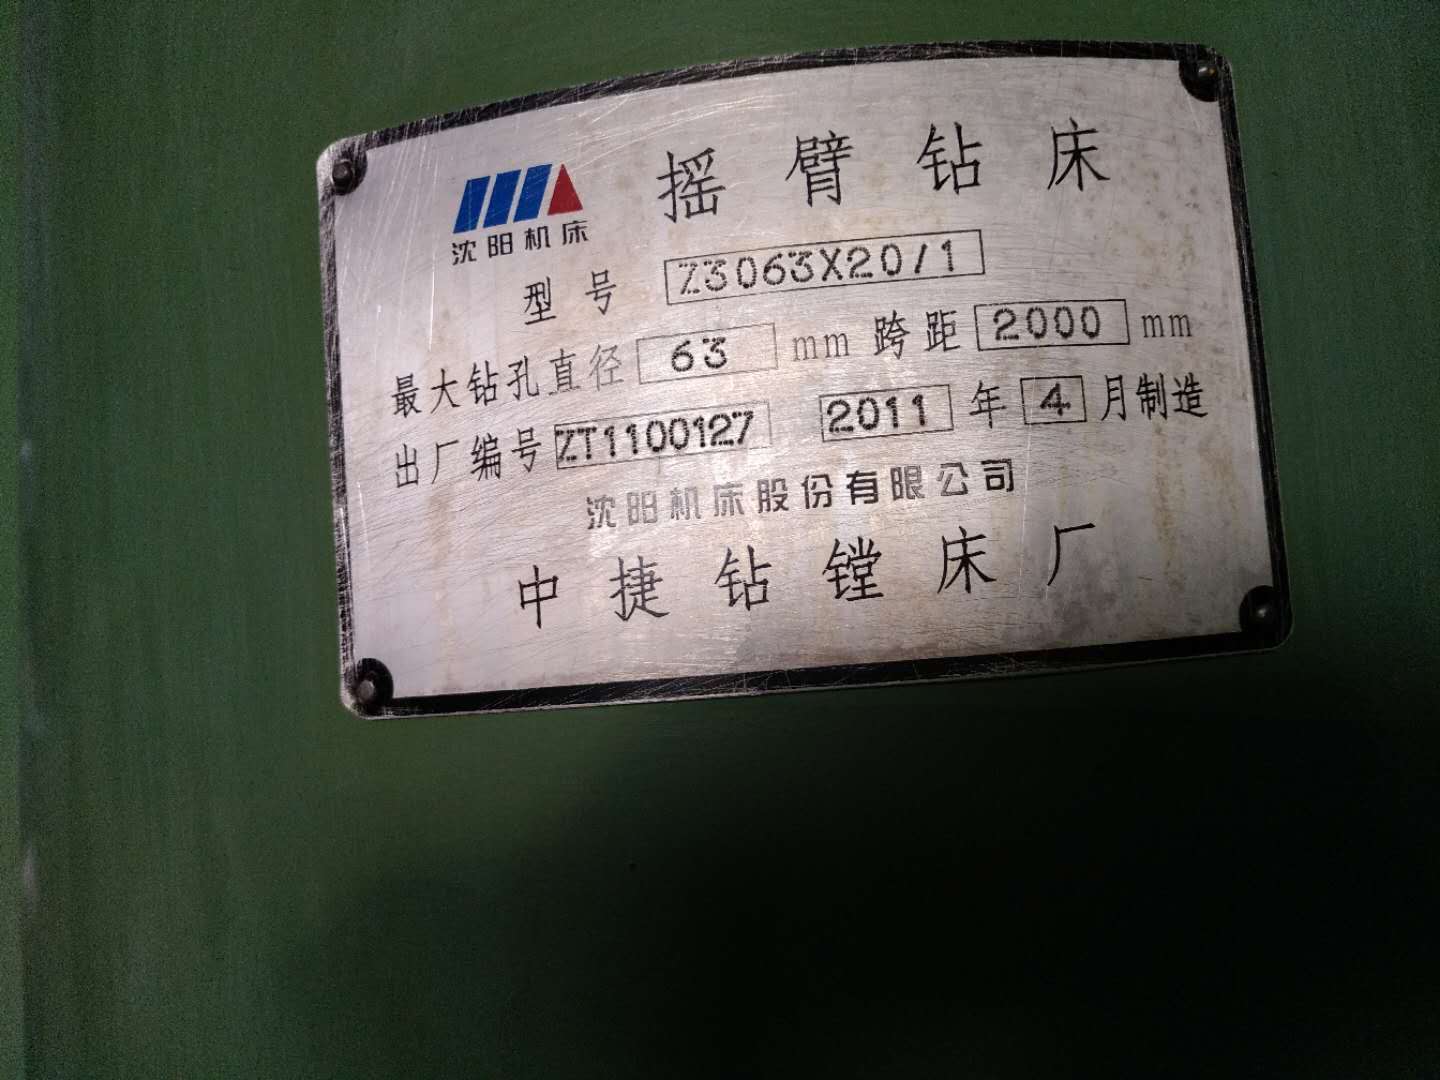 摇臂钻床
沈阳机床
型号 Z3063X20/1
最大钻孔直径 63 mm 跨距 2000 mm
出厂编号 ZT1100127 2011 年 4 月制造
沈阳机床股份有限公司
中捷钻镗床厂